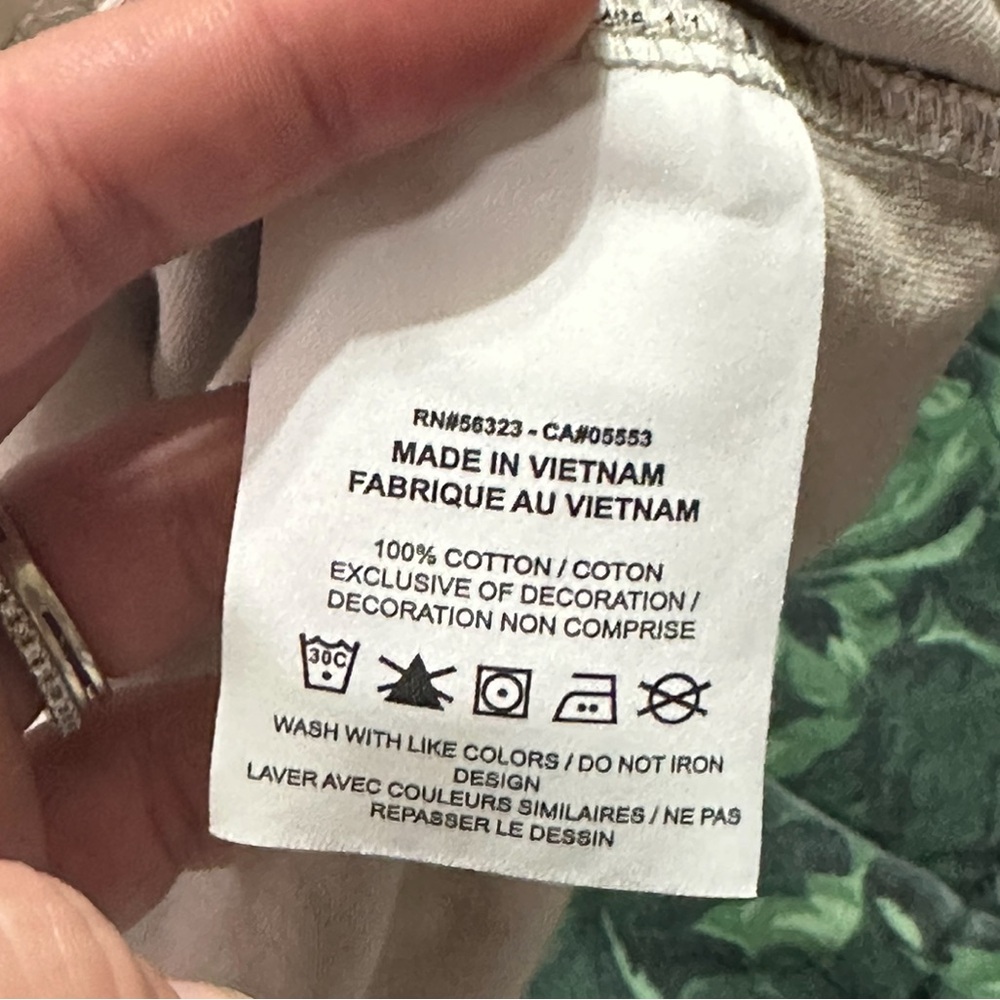 RN#56323 - CA#05553
MADE IN VIETNAM
FABRIQUE AU VIETNAM
100% COTTON / COTON
EXCLUSIVE OF DECORATION /
DECORATION NON COMPRISE
30C
WASH WITH LIKE COLORS / DO NOT IRON
DESIGN
LAVER AVEC COULEURS SIMILAIRES / NE PAS
REPASSER LE DESSIN